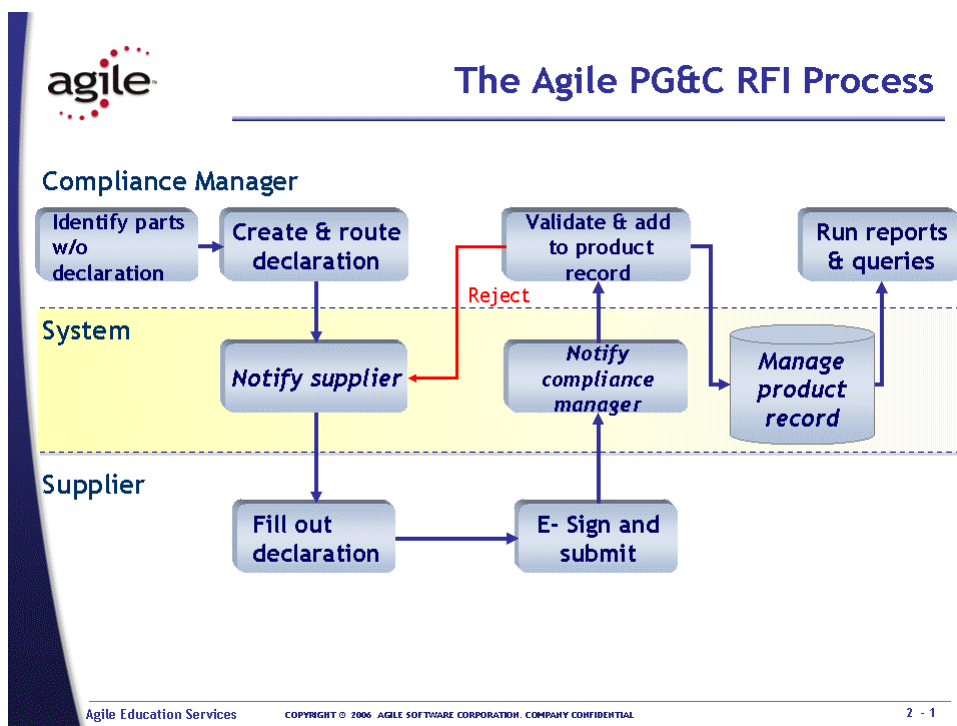 agile™
The Agile PG&C RFI Process
Compliance Manager
Identify parts
w/o
declaration
Create & route
declaration
Validate & add
to product
record
Run reports
& queries
Reject
System
Notify supplier
Notify
compliance
manager
Manage
product
record
Supplier
Fill out
declaration
E- Sign and
submit
Agile Education Services
COPYRIGHT © 2006 AGILE SOFTWARE CORPORATION. COMPANY CONFIDENTIAL
2 - 1